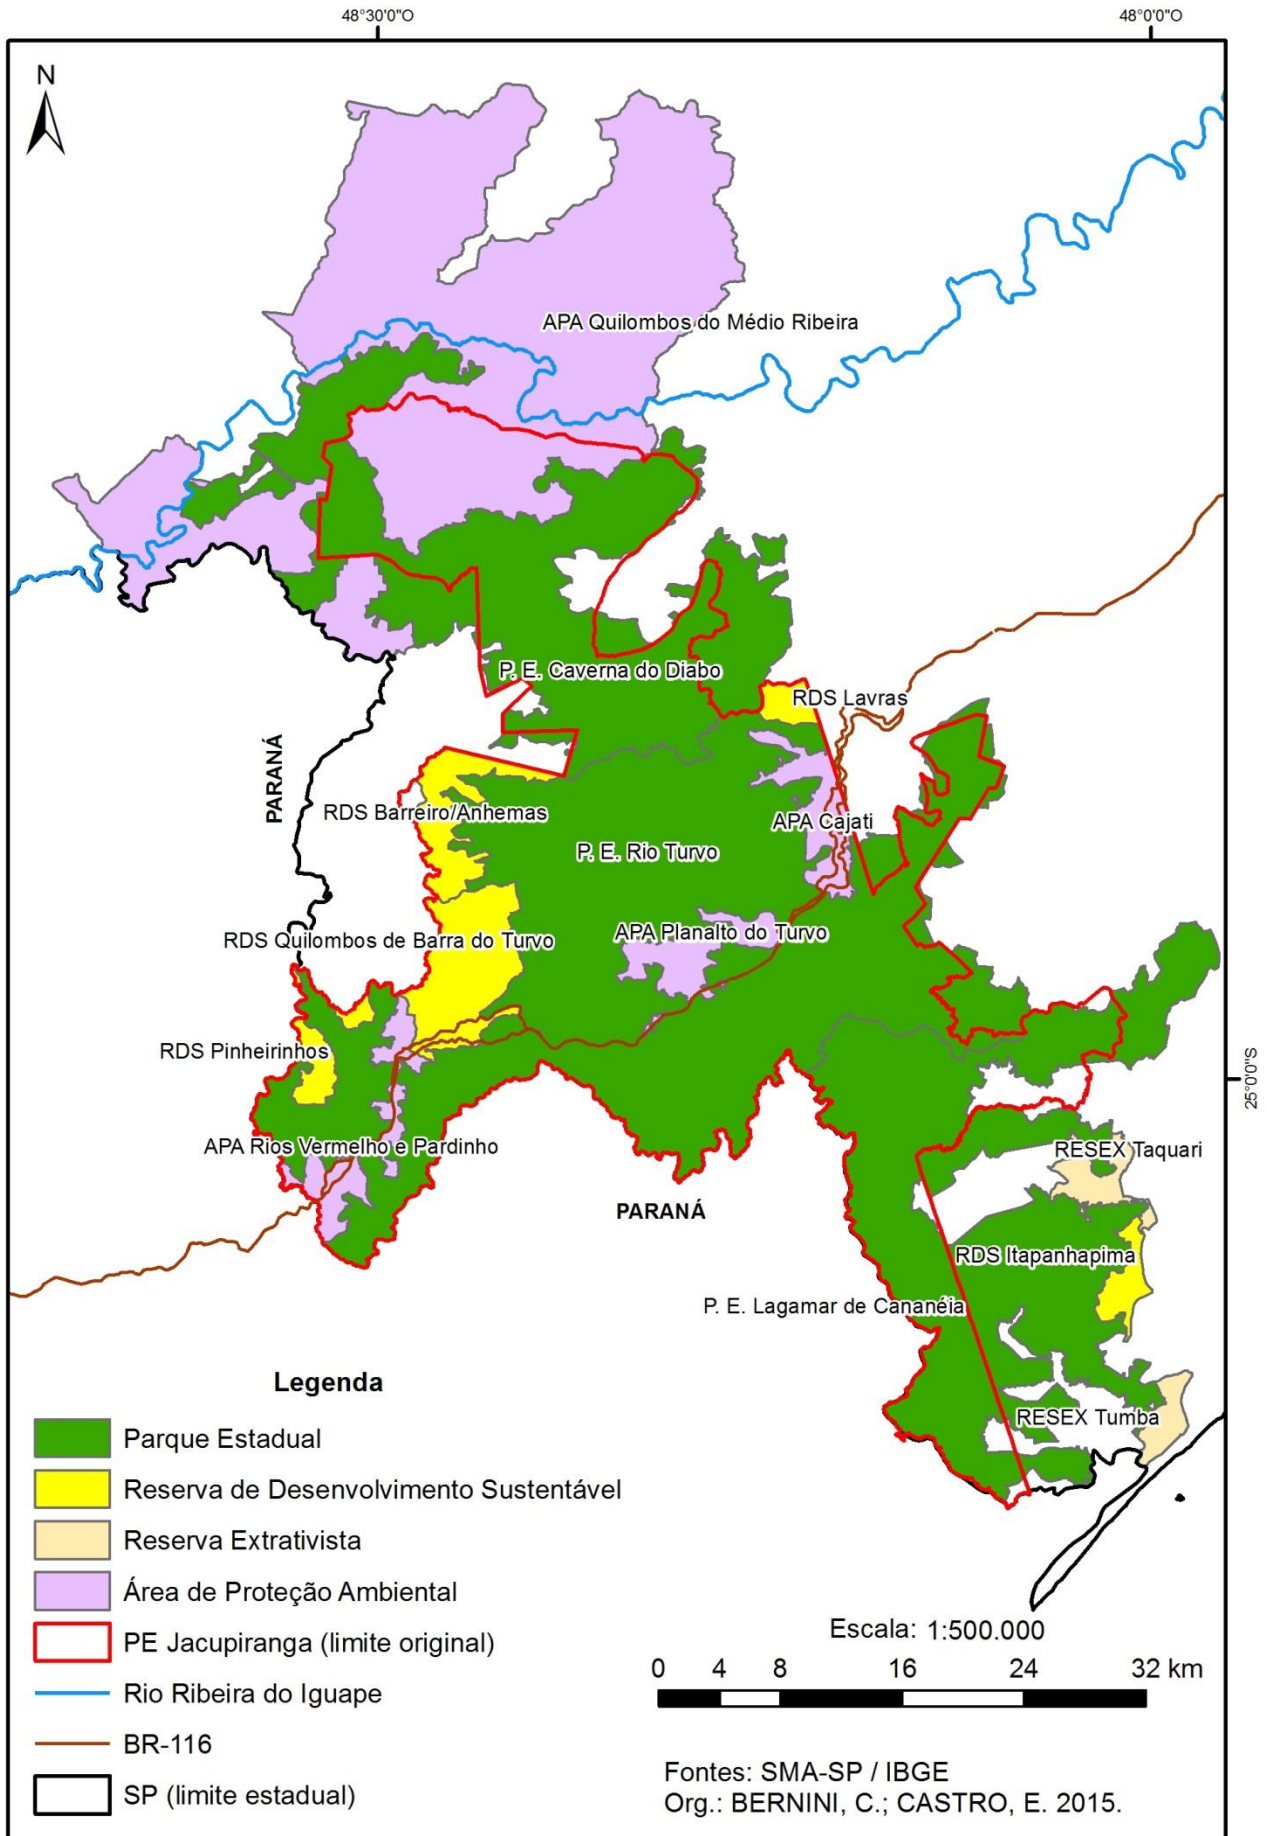 48°30'0"O
48°0'0"O
N
APA Quilombos do Médio Ribeira
P. E. Caverna do Diabo
RDS Lavras
PARANÁ
RDS Barreiro/Anhemas
APA Cajati
P. E. Rio Turvo
APA Planalto do Turvo
RDS Quilombos de Barra do Turvo
RDS Pinheirinhos
25°0'0"S
APA Rios Vermelho e Pardinho
RESEX Taquari
PARANÁ
RDS Itapanhapima
P. E. Lagamar de Cananéia
RESEX Tumba
Legenda
Parque Estadual
Reserva de Desenvolvimento Sustentável
Reserva Extrativista
Área de Proteção Ambiental
PE Jacupiranga (limite original)
Rio Ribeira do Iguape
BR-116
SP (limite estadual)
Escala: 1:500.000
0 4 8 16 24 32 km
Fontes: SMA-SP / IBGE
Org.: BERNINI, C.; CASTRO, E. 2015.